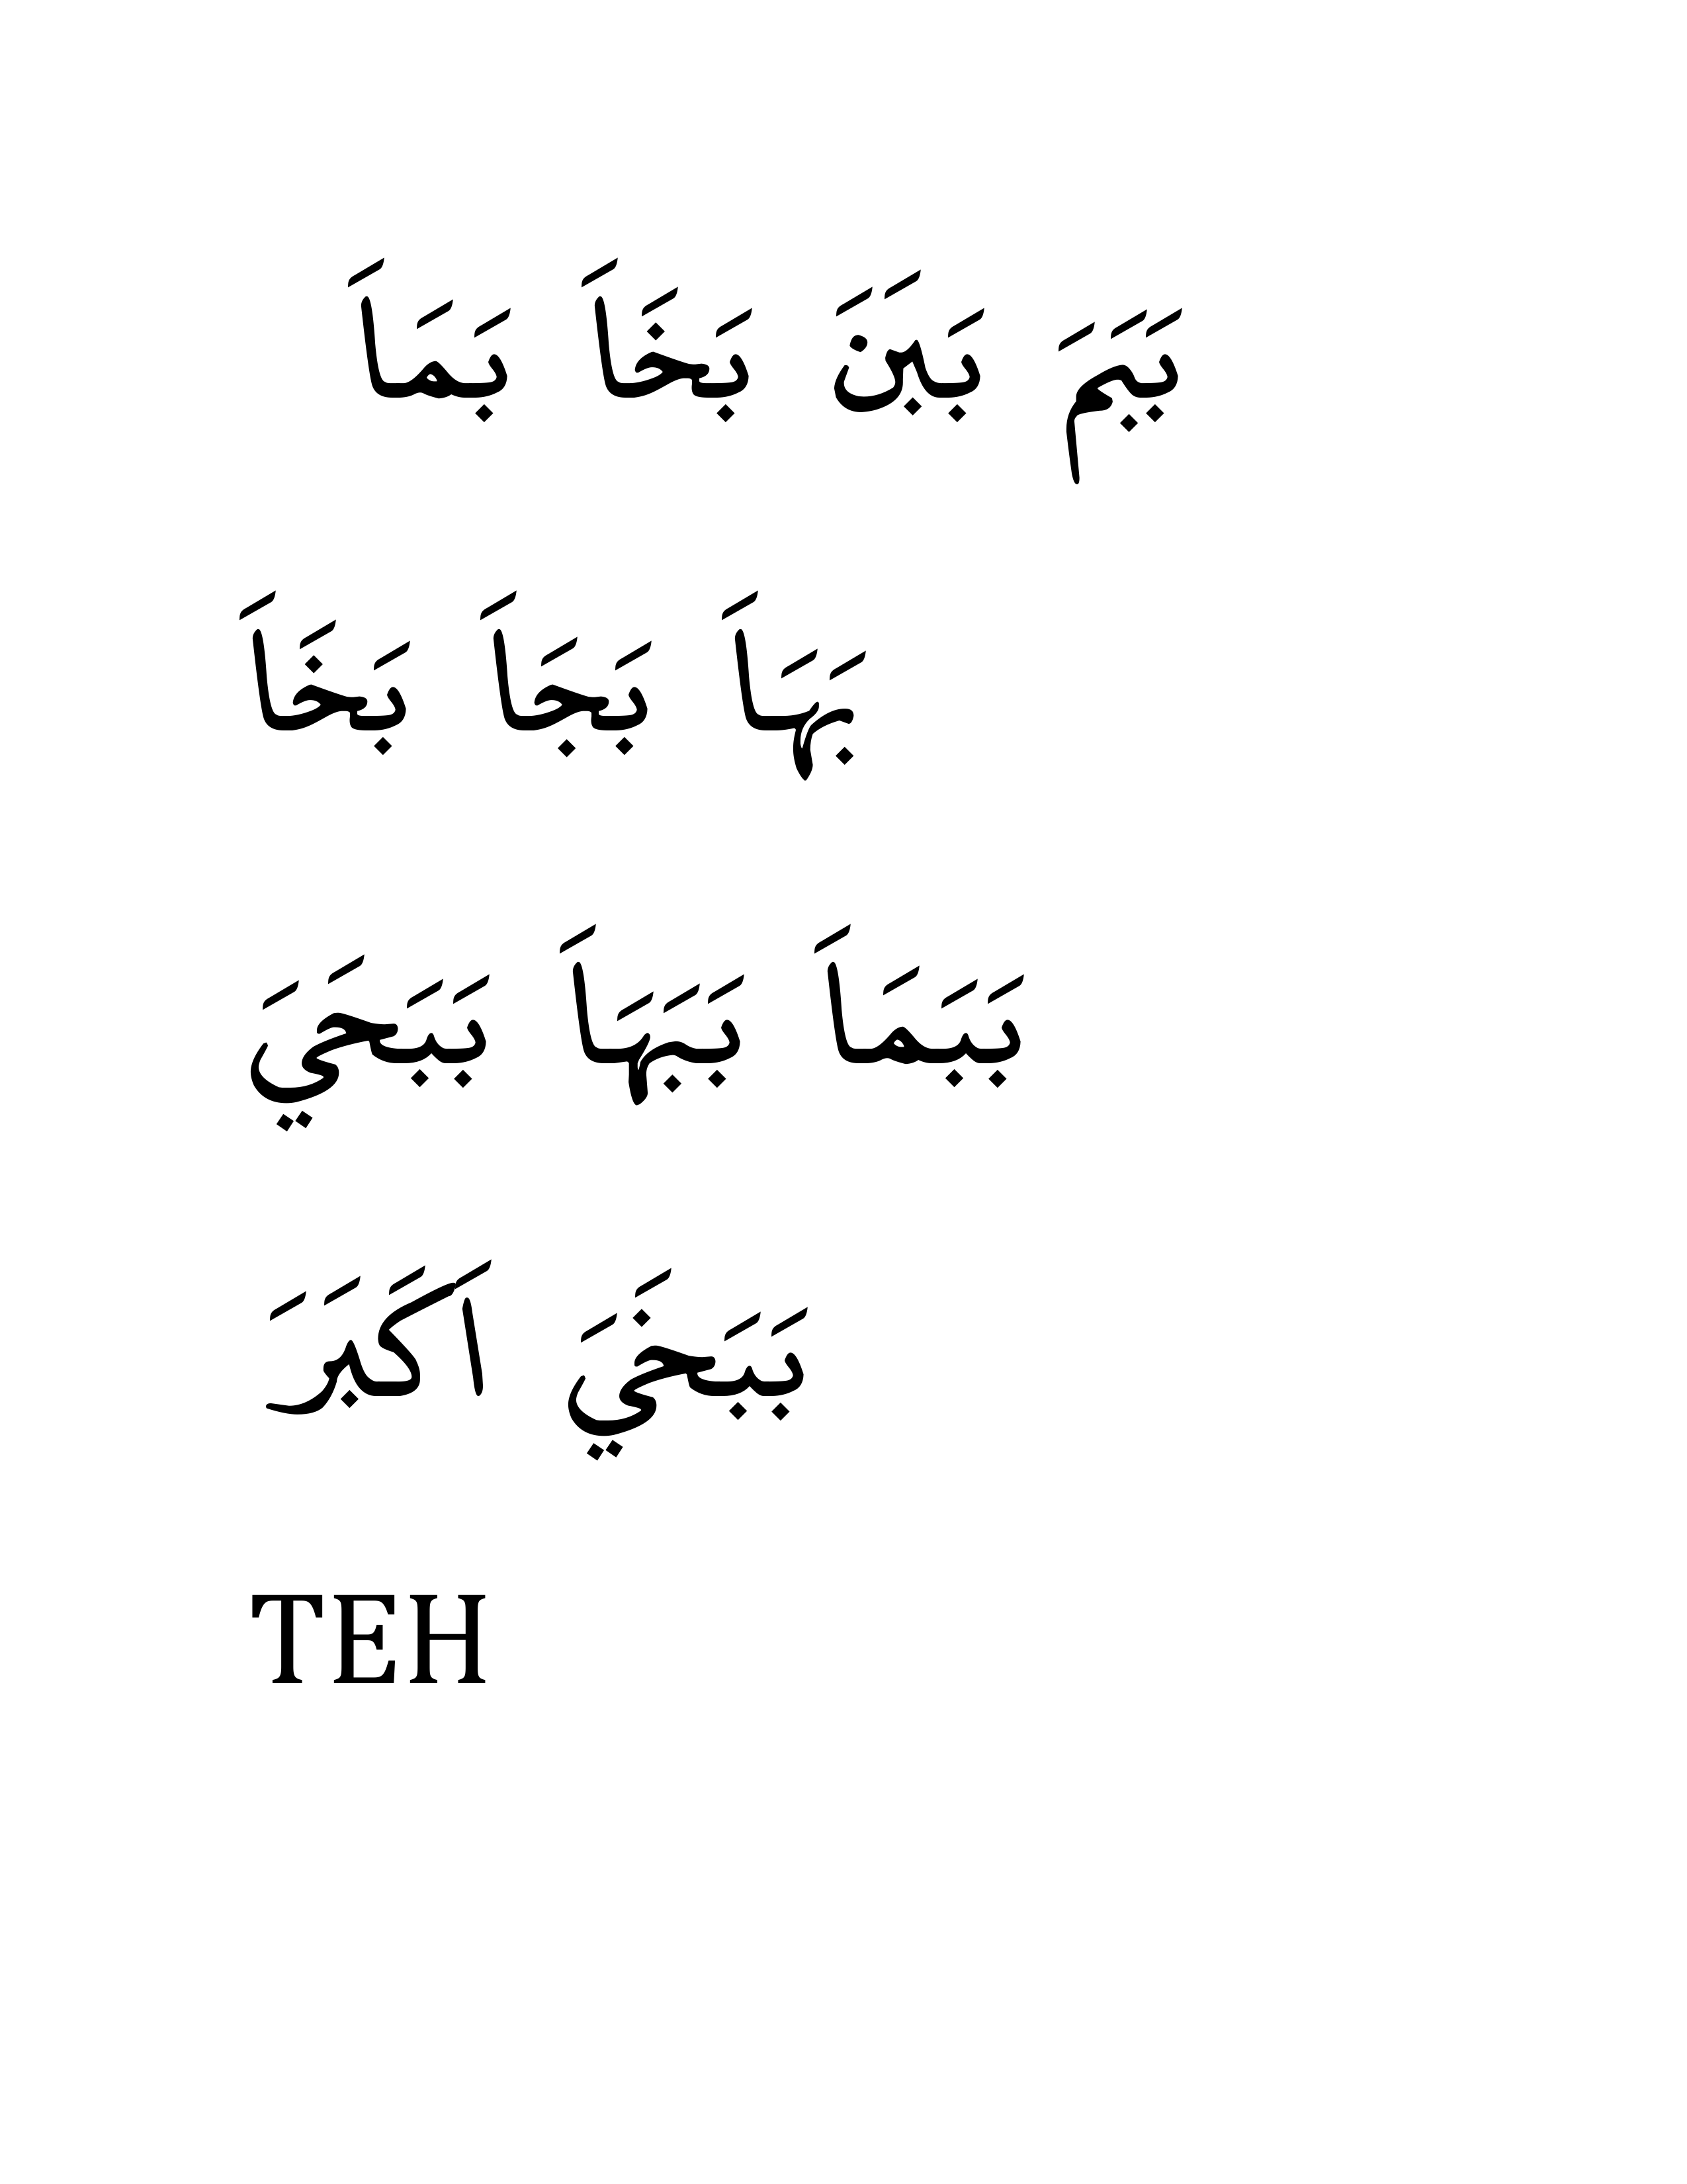 بَبَمَ بَبَنَ بَخَاَ بَمَاَ
بَهَاَ بَجَاَ بَخَاَ
بَبَمَاَ بَبَهَاَ بَبَحَيَ
بَبَخَيَ اَكَبَرَ
TEH